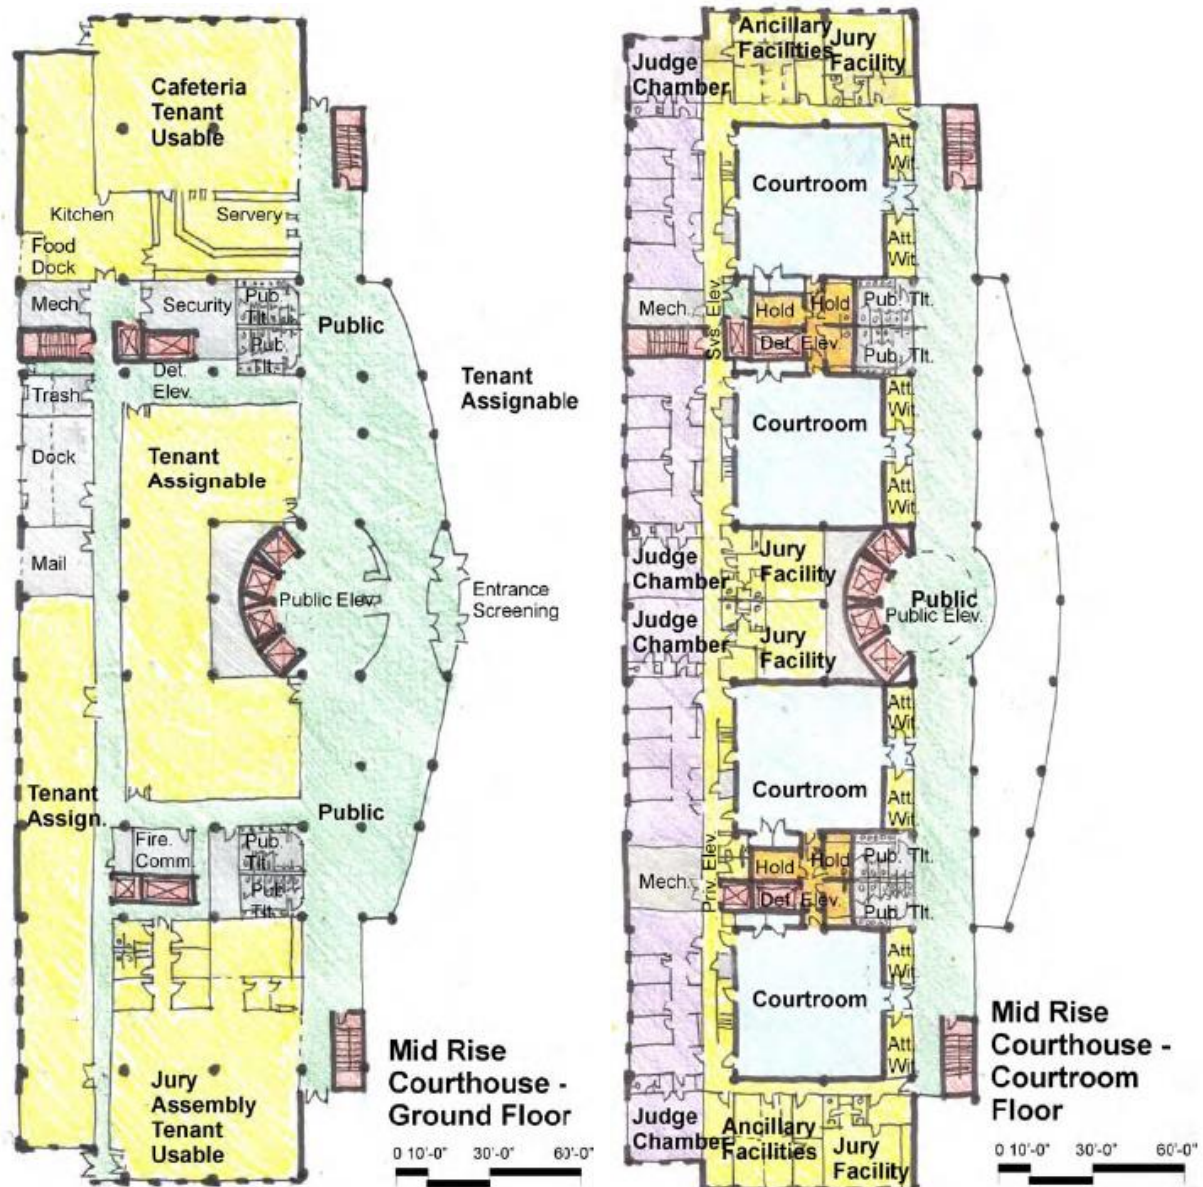 Cafeteria
Tenant
Usable
Kitchen
Servery
Food
Dock
Mech.
Security
Pub.
Tlt.
Pub.
Tlt.
Public
Det.
Elev.
Trash
Dock
Tenant
Assignable
Tenant
Assignable
Mail
Public Elev.
Entrance
Screening
Tenant
Assign.
Public
Fire.
Comm.
Pub.
Tlt.
Pub.
Tlt.
Jury
Assembly
Tenant
Usable
Mid Rise
Courthouse -
Ground Floor
0 10'-0" 30'-0" 60'-0"
Ancillary
Facilities
Jury
Facility
Judge
Chamber
Courtroom
Att.
Wit.
Att.
Wit.
Mech.
Svs. Elev.
Hold
Hold
Pub. Tlt.
Det. Elev.
Pub. Tlt.
Courtroom
Att.
Wit.
Att.
Wit.
Judge
Chamber
Jury
Facility
Public
Public Elev.
Judge
Chamber
Jury
Facility
Att.
Wit.
Courtroom
Att.
Wit.
Mech.
Priv. Elev.
Hold
Hold
Pub. Tlt.
Det. Elev.
Pub. Tlt.
Att.
Wit.
Courtroom
Att.
Wit.
Judge
Chamber
Ancillary
Facilities
Jury
Facility
Mid Rise
Courthouse -
Courtroom
Floor
0 10'-0" 30'-0" 60'-0"